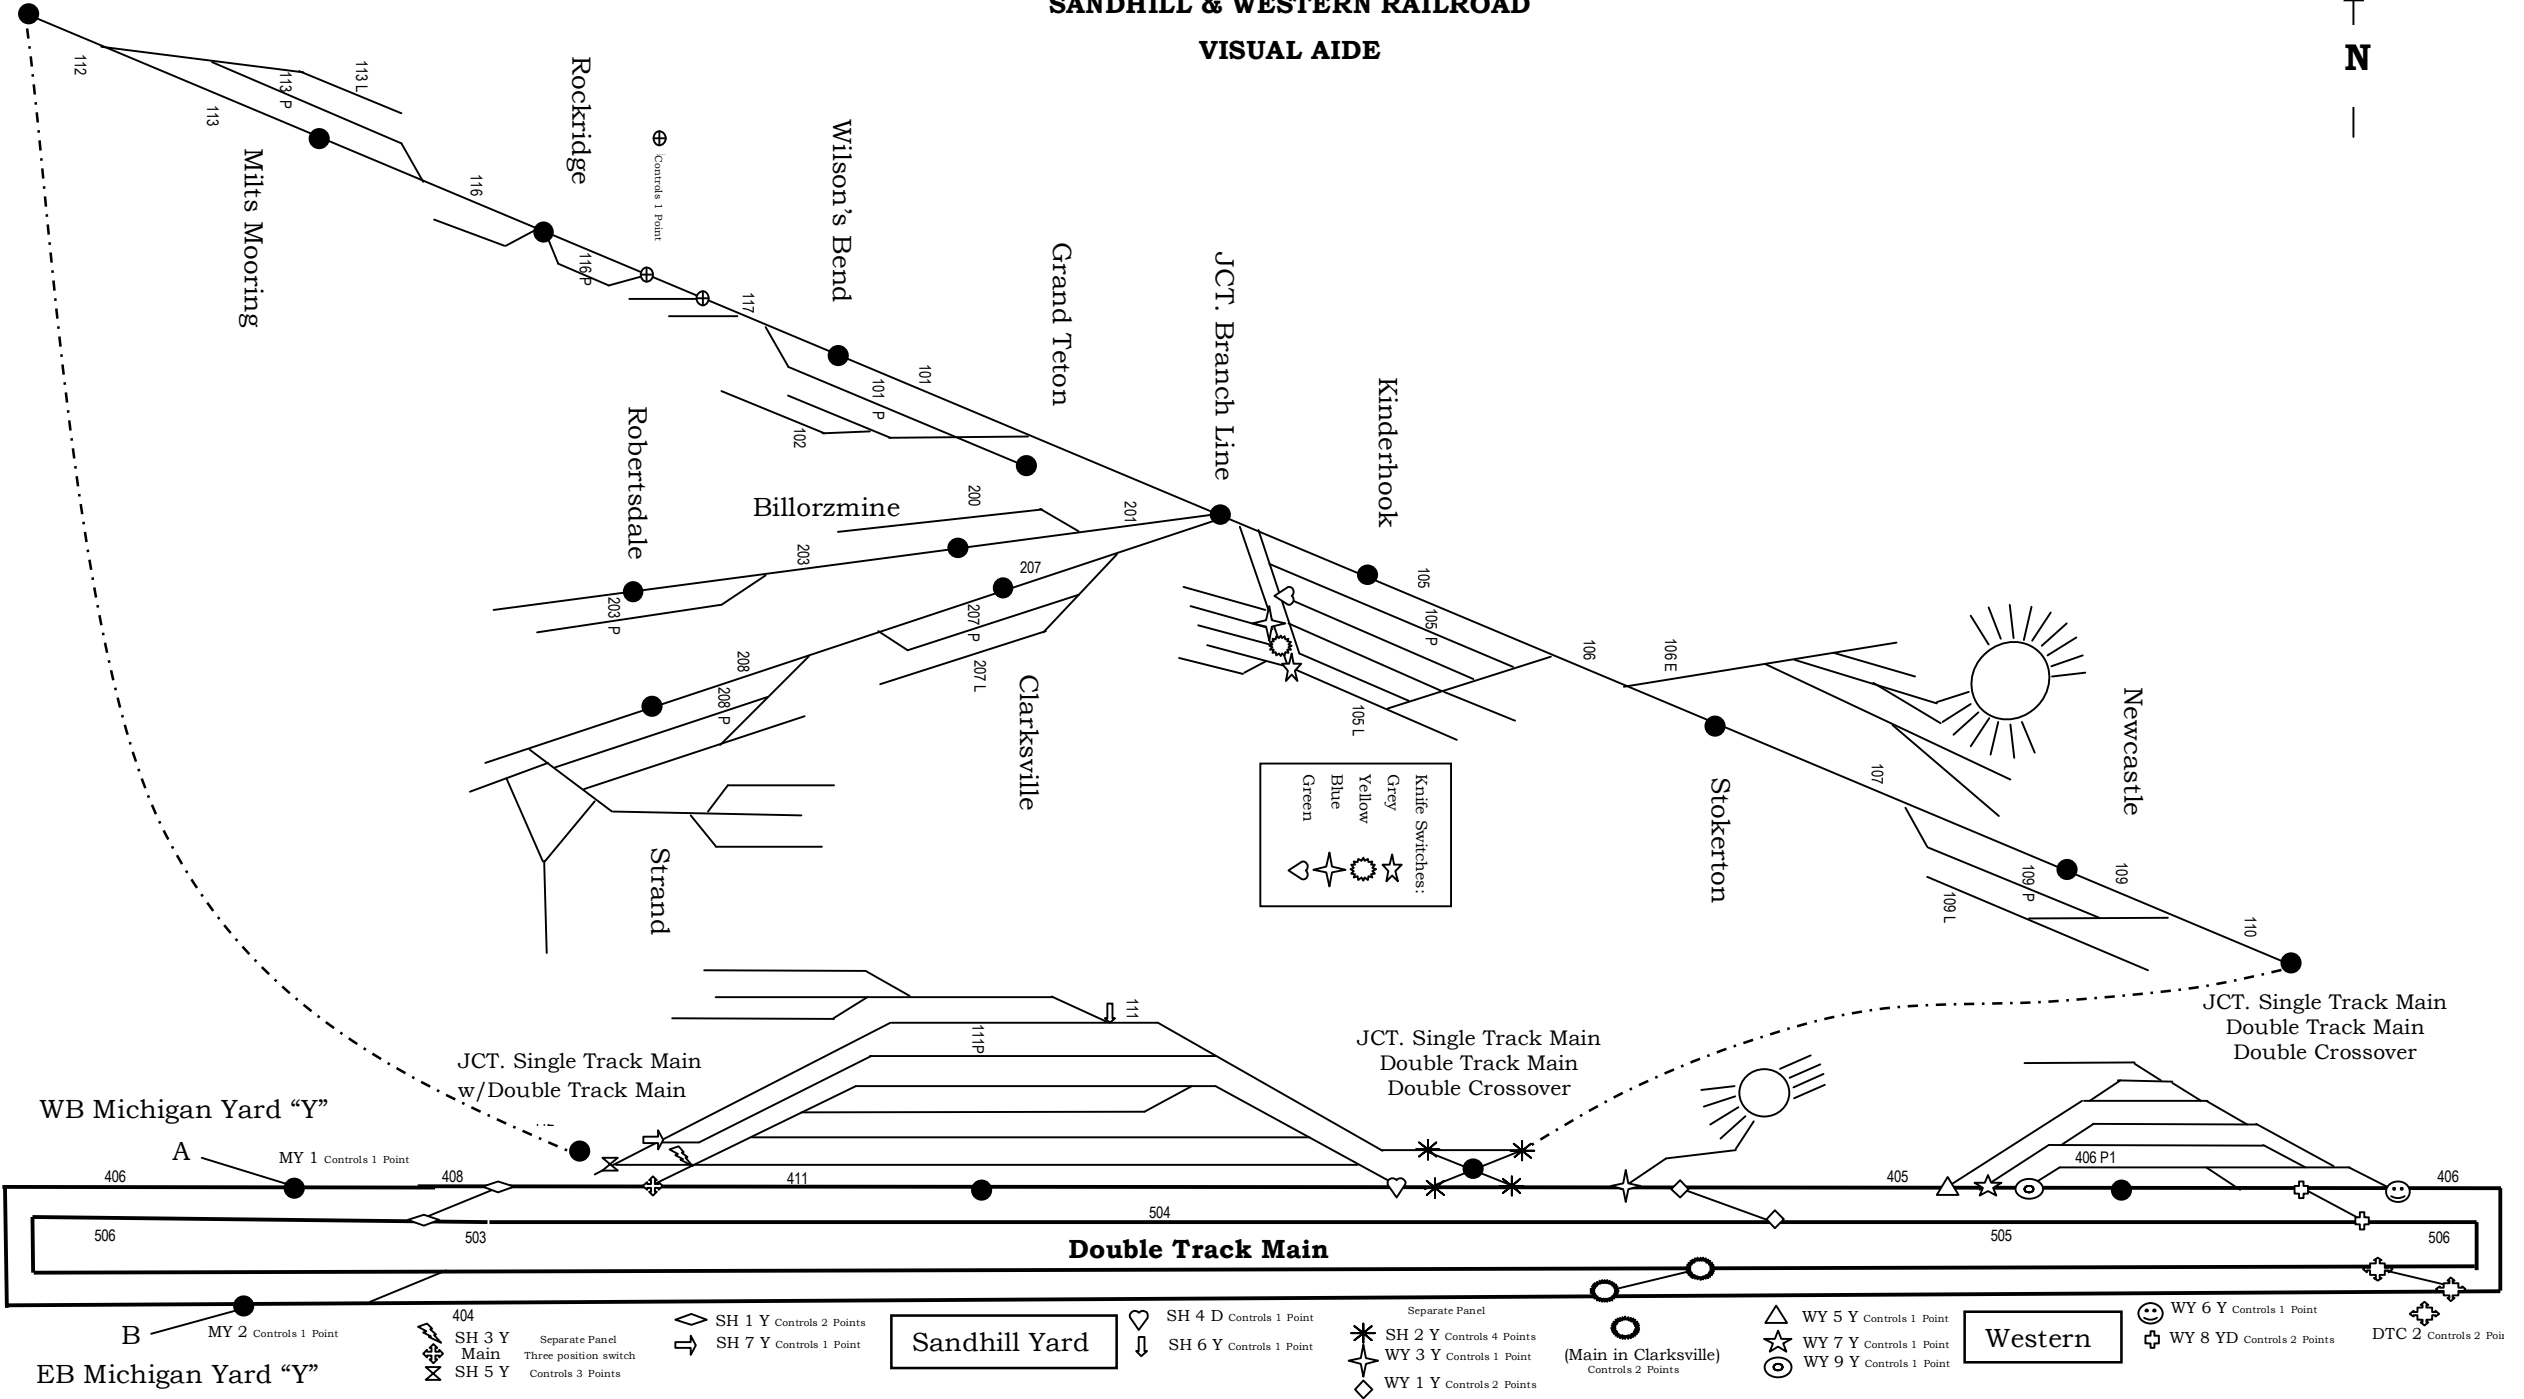 SANDHILL & WESTERN RAILROAD
VISUAL AIDE
N
112
113
113 P
113 L
Milts Mooring
116
Rockridge
116 P
Controls 1 Point
117
Wilson's Bend
101
101 P
102
Grand Teton
JCT. Branch Line
Kinderhook
Robertsdale
Billorzmine
200
201
203
203 P
207
207 P
207 L
Clarksville
208
208 P
Strand
105
105 P
105 L
106
106 E
107
Stokerton
Newcastle
109
109 P
109 L
110
Knife Switches:
Grey
Yellow
Blue
Green
JCT. Single Track Main
Double Track Main
Double Crossover
JCT. Single Track Main
Double Track Main
Double Crossover
JCT. Single Track Main
w/Double Track Main
111
111P
WB Michigan Yard "Y"
A
MY 1 Controls 1 Point
406
408
411
405
406 P1
406
504
506
503
505
506
Double Track Main
404
B
MY 2 Controls 1 Point
EB Michigan Yard "Y"
SH 3 Y
Main
SH 5 Y
Separate Panel
Three position switch
Controls 3 Points
SH 1 Y Controls 2 Points
SH 7 Y Controls 1 Point
Sandhill Yard
SH 4 D Controls 1 Point
SH 6 Y Controls 1 Point
Separate Panel
SH 2 Y Controls 4 Points
WY 3 Y Controls 1 Point
WY 1 Y Controls 2 Points
(Main in Clarksville)
Controls 2 Points
WY 5 Y Controls 1 Point
WY 7 Y Controls 1 Point
WY 9 Y Controls 1 Point
Western
WY 6 Y Controls 1 Point
WY 8 YD Controls 2 Points
DTC 2 Controls 2 Poin